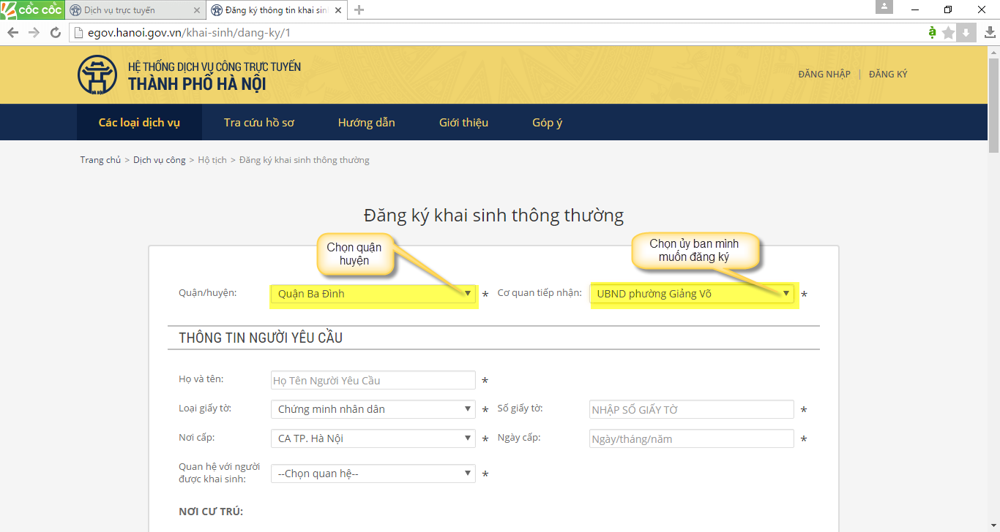 cốc cốc
Dịch vụ trực tuyến
Đăng ký thông tin khai sin
egov.hanoi.gov.vn/khai-sinh/dang-ky/1
HỆ THỐNG DỊCH VỤ CÔNG TRỰC TUYẾN
THÀNH PHỐ HÀ NỘI
ĐĂNG NHẬP | ĐĂNG KÝ
Các loại dịch vụ Tra cứu hồ sơ Hướng dẫn Giới thiệu Góp ý
Trang chủ > Dịch vụ công > Hộ tịch > Đăng ký khai sinh thông thường
Đăng ký khai sinh thông thường
Chọn quận
huyện
Chọn ủy ban mình
muốn đăng ký
Quận/huyện: Quận Ba Đình * Cơ quan tiếp nhận: UBND phường Giảng Võ *
THÔNG TIN NGƯỜI YÊU CẦU
Họ và tên: Họ Tên Người Yêu Cầu *
Loại giấy tờ: Chứng minh nhân dân * Số giấy tờ: NHẬP SỐ GIẤY TỜ *
Nơi cấp: CA TP. Hà Nội * Ngày cấp: Ngày/tháng/năm *
Quan hệ với người
được khai sinh: --Chọn quan hệ-- *
NƠI CƯ TRÚ: